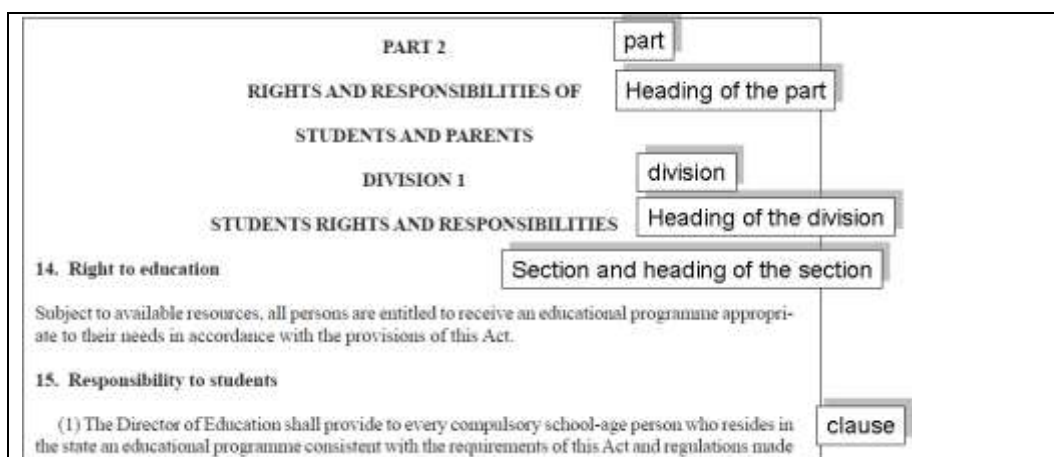 PART 2
part
RIGHTS AND RESPONSIBILITIES OF
Heading of the part
STUDENTS AND PARENTS
DIVISION 1
division
STUDENTS RIGHTS AND RESPONSIBILITIES
Heading of the division
14. Right to education
Section and heading of the section
Subject to available resources, all persons are entitled to receive an educational programme appropri-
ate to their needs in accordance with the provisions of this Act.
15. Responsibility to students
(1) The Director of Education shall provide to every compulsory school-age person who resides in
clause
the state an educational programme consistent with the requirements of this Act and regulations made